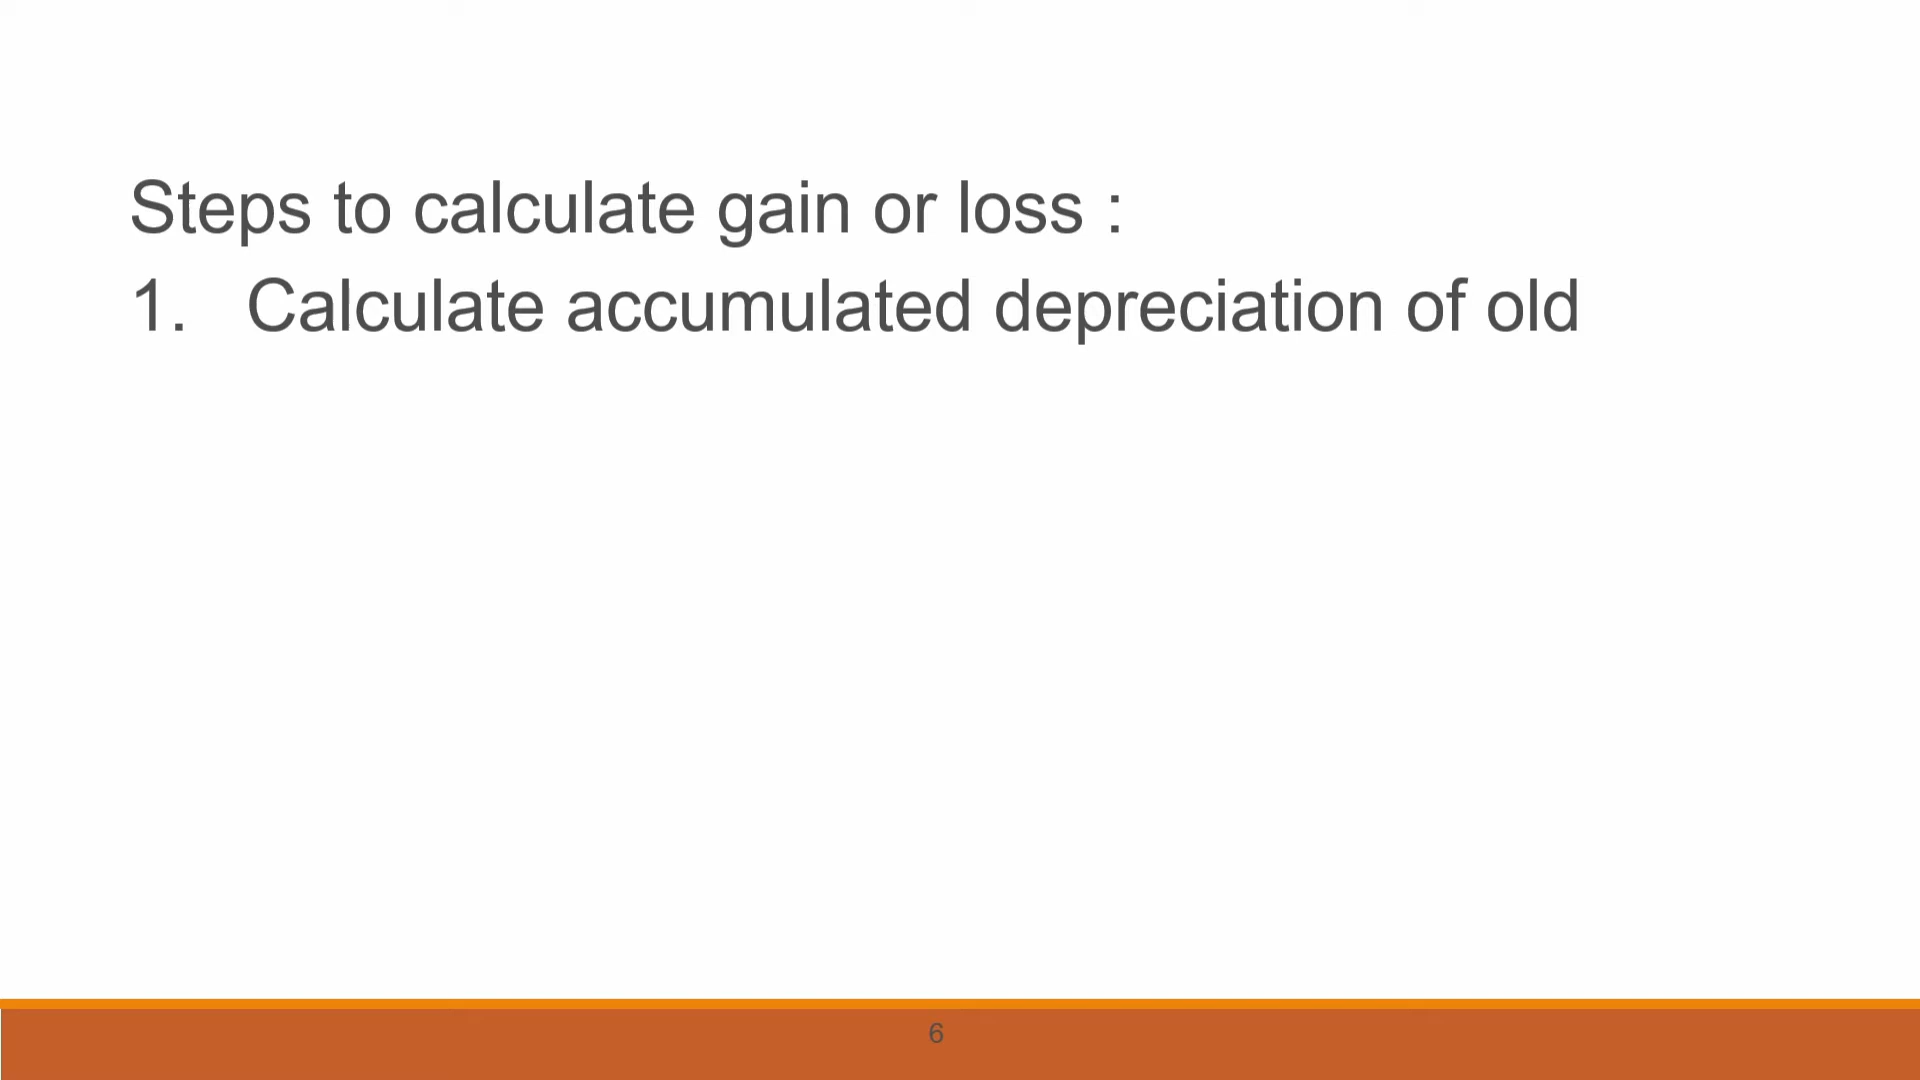 Steps to calculate gain or loss :
1. Calculate accumulated depreciation of old
6